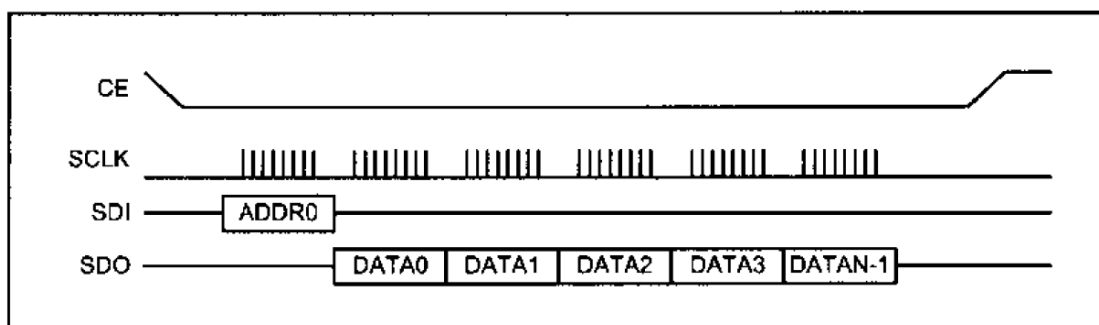 CE
SCLK
SDI ADDR0
SDO DATA0 DATA1 DATA2 DATA3 DATAN-1